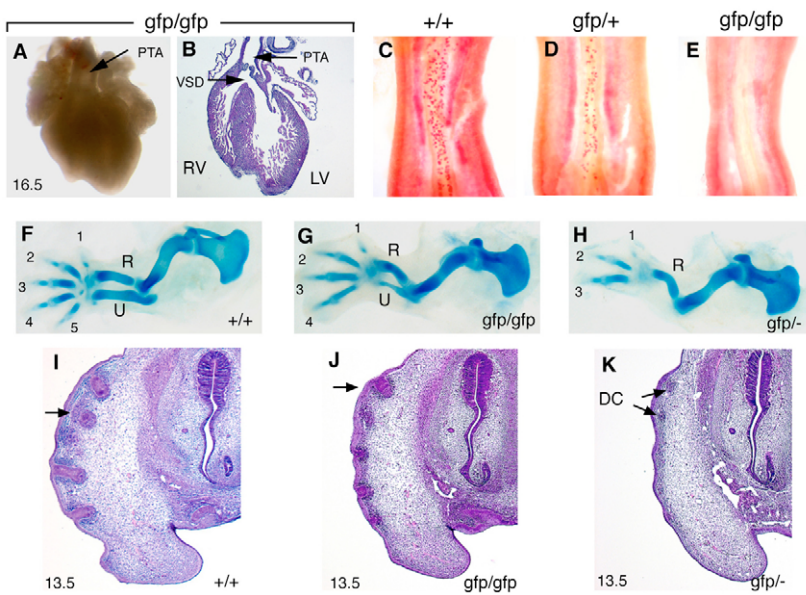 gfp/gfp
+/+
gfp/+
gfp/gfp
A
PTA
16.5
B
PTA
VSD
RV
LV
C
D
E
F
1
2
3
4
5
R
U
+/+
G
1
2
3
4
R
U
gfp/gfp
H
1
2
3
R
gfp/-
I
13.5
+/+
J
13.5
gfp/gfp
K
DC
13.5
gfp/-